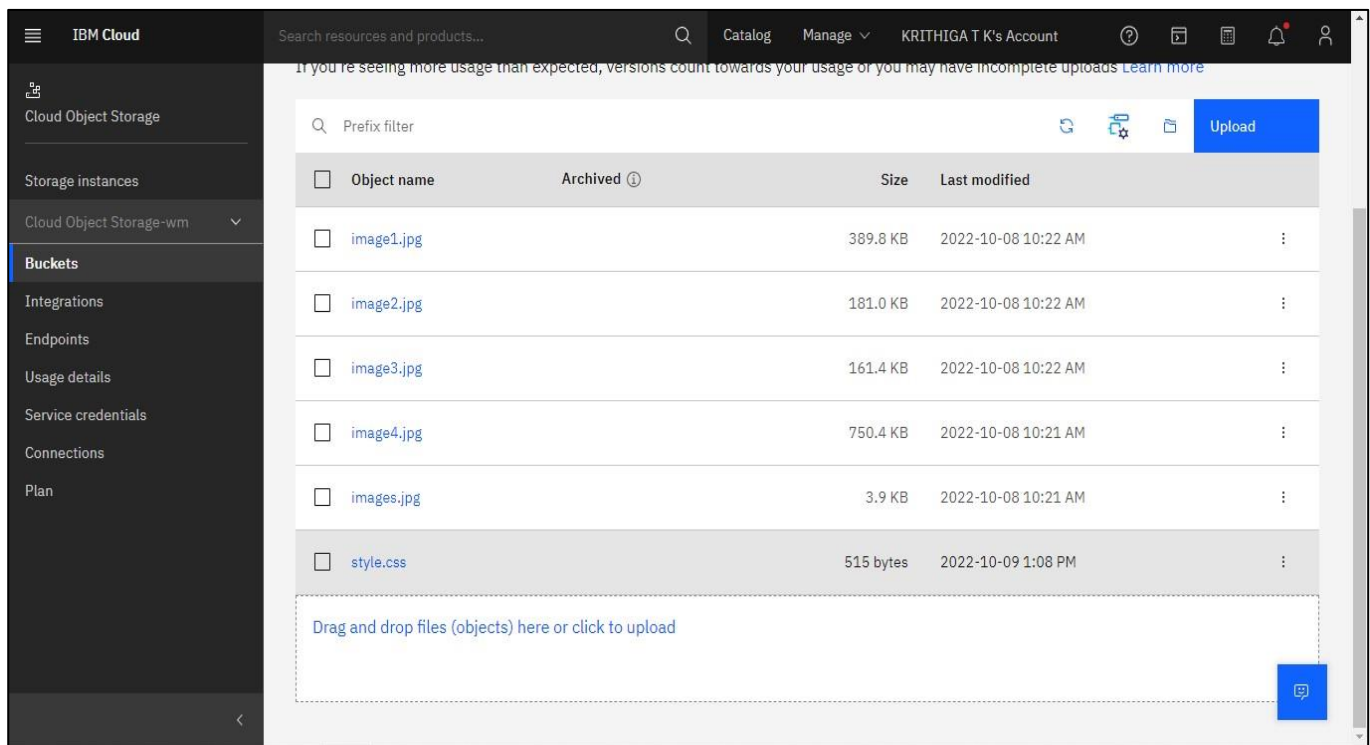 IBM Cloud
Search resources and products...
Catalog
Manage
KRITHIGA T K's Account
If you're seeing more usage than expected, versions count towards your usage or you may have incomplete uploads Learn more
Cloud Object Storage
Storage instances
Cloud Object Storage-wm
Buckets
Integrations
Endpoints
Usage details
Service credentials
Connections
Plan
Prefix filter
Upload
Object name Archived Size Last modified
image1.jpg 389.8 KB 2022-10-08 10:22 AM
image2.jpg 181.0 KB 2022-10-08 10:22 AM
image3.jpg 161.4 KB 2022-10-08 10:22 AM
image4.jpg 750.4 KB 2022-10-08 10:21 AM
images.jpg 3.9 KB 2022-10-08 10:21 AM
style.css 515 bytes 2022-10-09 1:08 PM
Drag and drop files (objects) here or click to upload